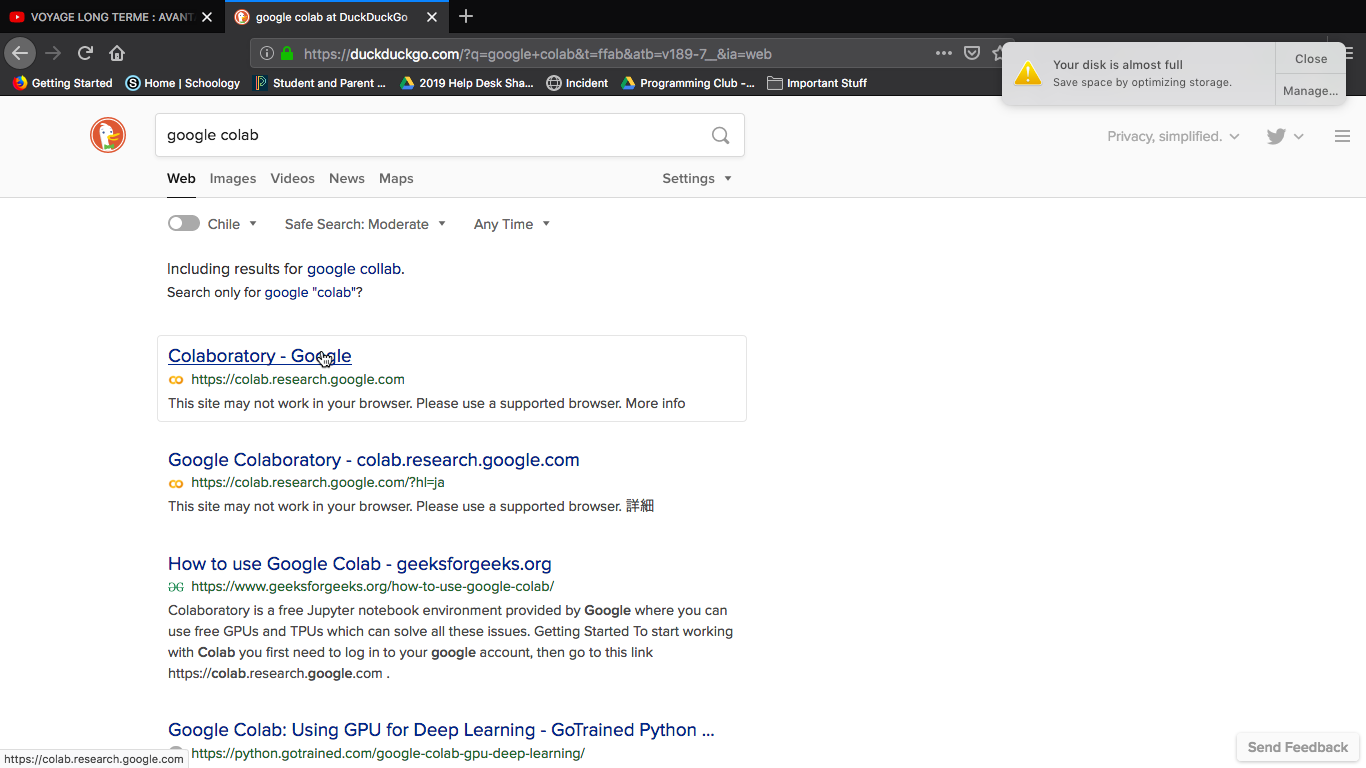 VOYAGE LONG TERME : AVANT
google colab at DuckDuckGo
https://duckduckgo.com/?q=google+colab&t=ffab&atb=v189-7__&ia=web
Your disk is almost full
Save space by optimizing storage.
Close
Manage...
Getting Started
Home | Schoology
Student and Parent ...
2019 Help Desk Sha...
Incident
Programming Club -...
Important Stuff
google colab
Privacy, simplified.
Web Images Videos News Maps Settings
Chile Safe Search: Moderate Any Time
Including results for google collab.
Search only for google "colab"?
Colaboratory - Google
https://colab.research.google.com
This site may not work in your browser. Please use a supported browser. More info
Google Colaboratory - colab.research.google.com
https://colab.research.google.com/?hl=ja
This site may not work in your browser. Please use a supported browser. 詳細
How to use Google Colab - geeksforgeeks.org
https://www.geeksforgeeks.org/how-to-use-google-colab/
Colaboratory is a free Jupyter notebook environment provided by Google where you can
use free GPUs and TPUs which can solve all these issues. Getting Started To start working
with Colab you first need to log in to your google account, then go to this link
https://colab.research.google.com .
Google Colab: Using GPU for Deep Learning - GoTrained Python ...
https://python.gotrained.com/google-colab-gpu-deep-learning/
https://colab.research.google.com
Send Feedback